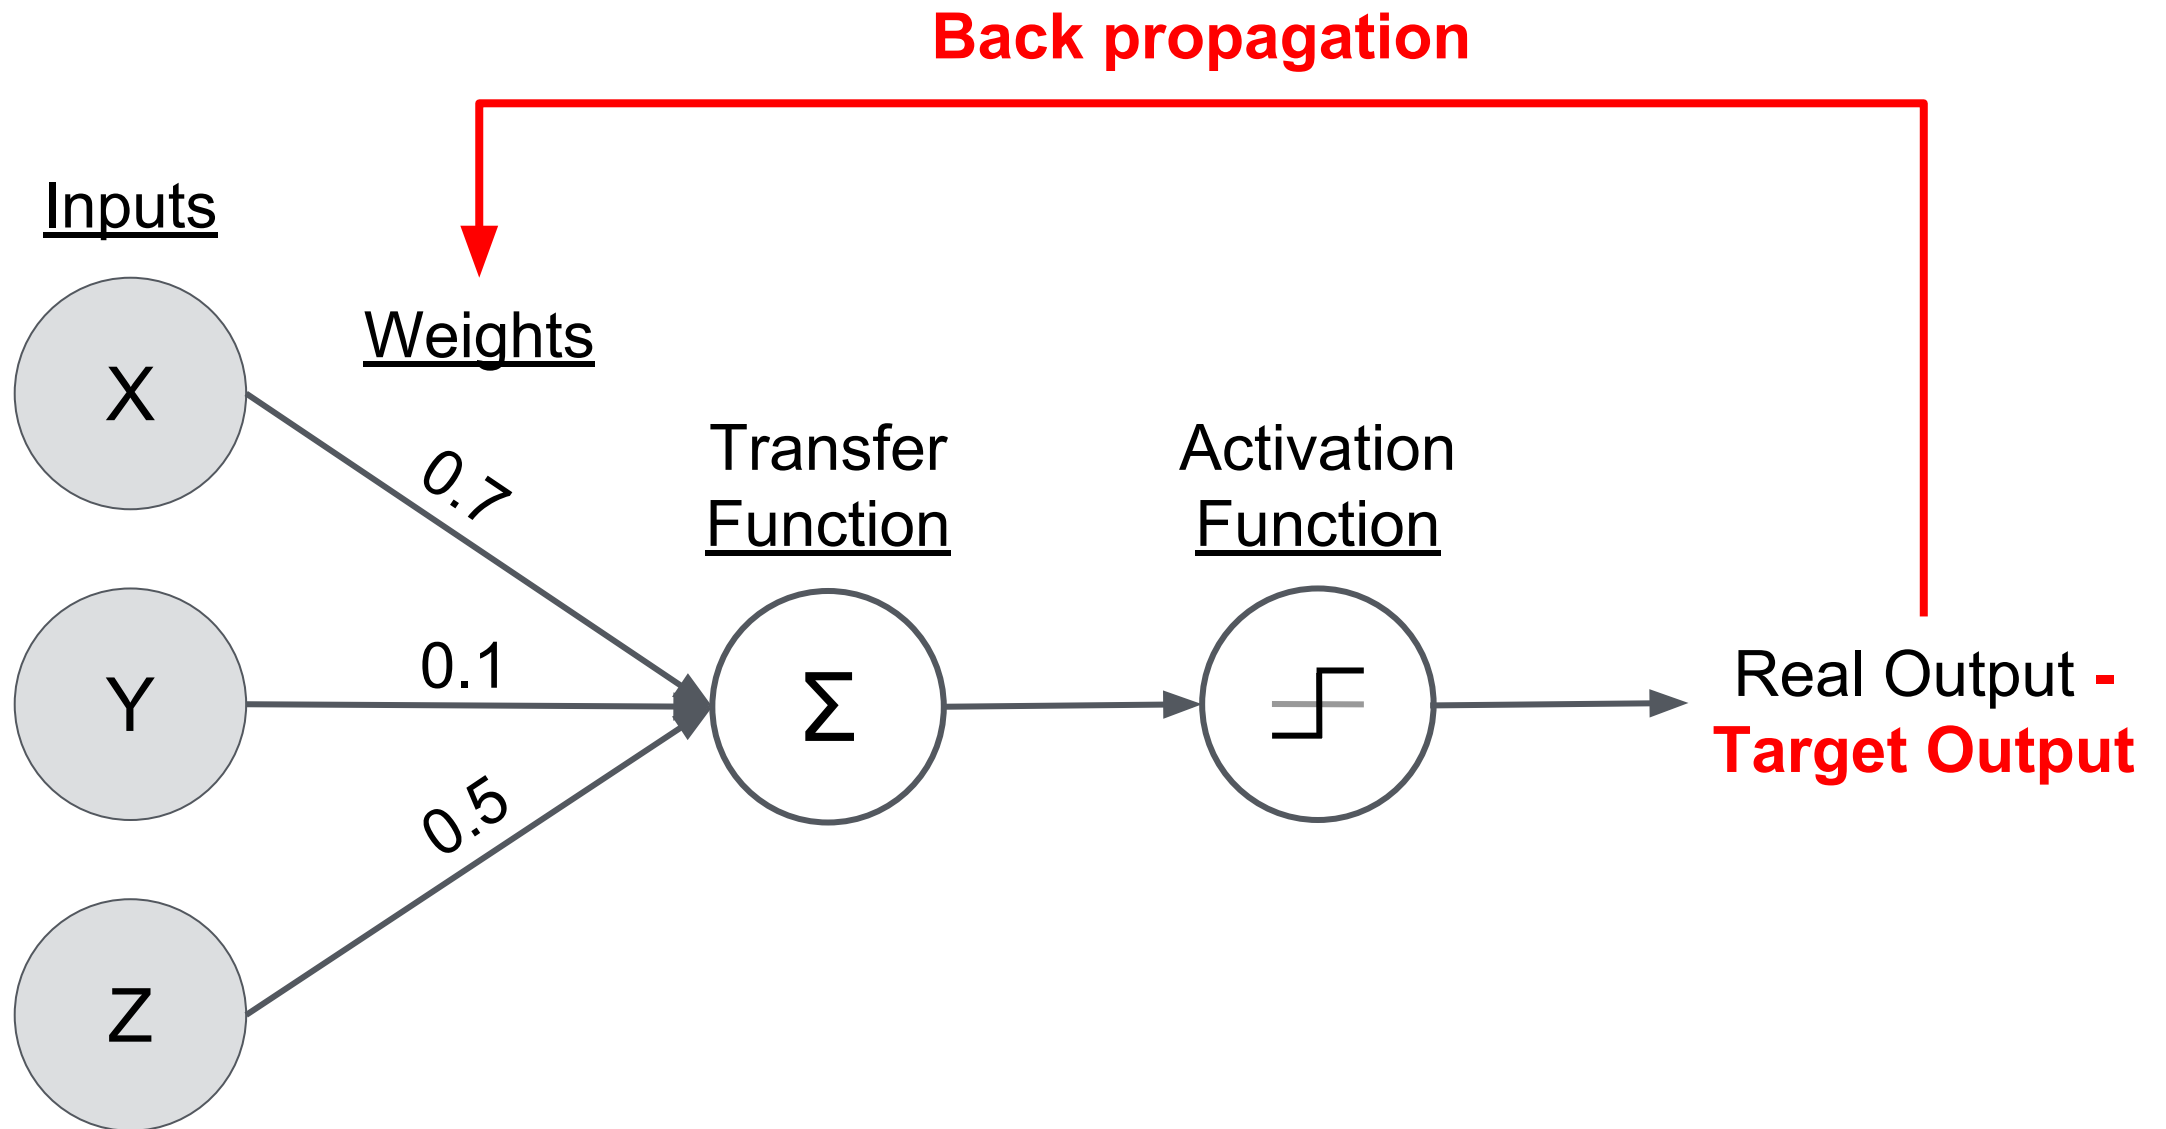 Back propagation
Inputs
Weights
X
0.7
Transfer
Function
Activation
Function
Y
0.1
Σ
Real Output -
Target Output
0.5
Z